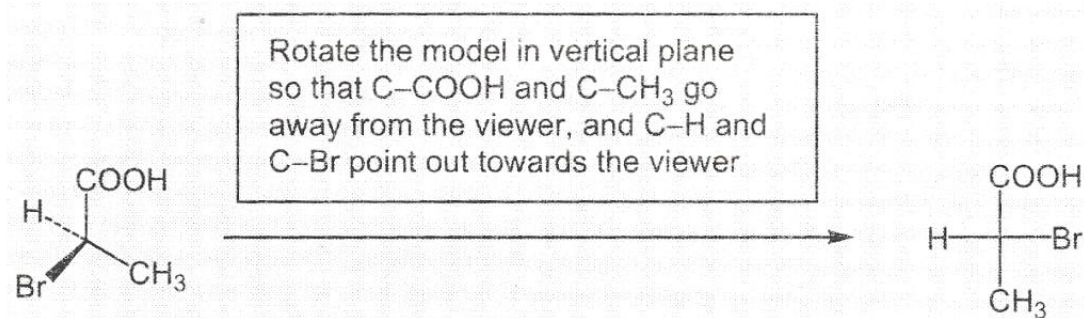 Rotate the model in vertical plane
so that C–COOH and C–CH₃ go
away from the viewer, and C–H and
C–Br point out towards the viewer
COOH
H
CH₃
Br
COOH
H
Br
CH₃